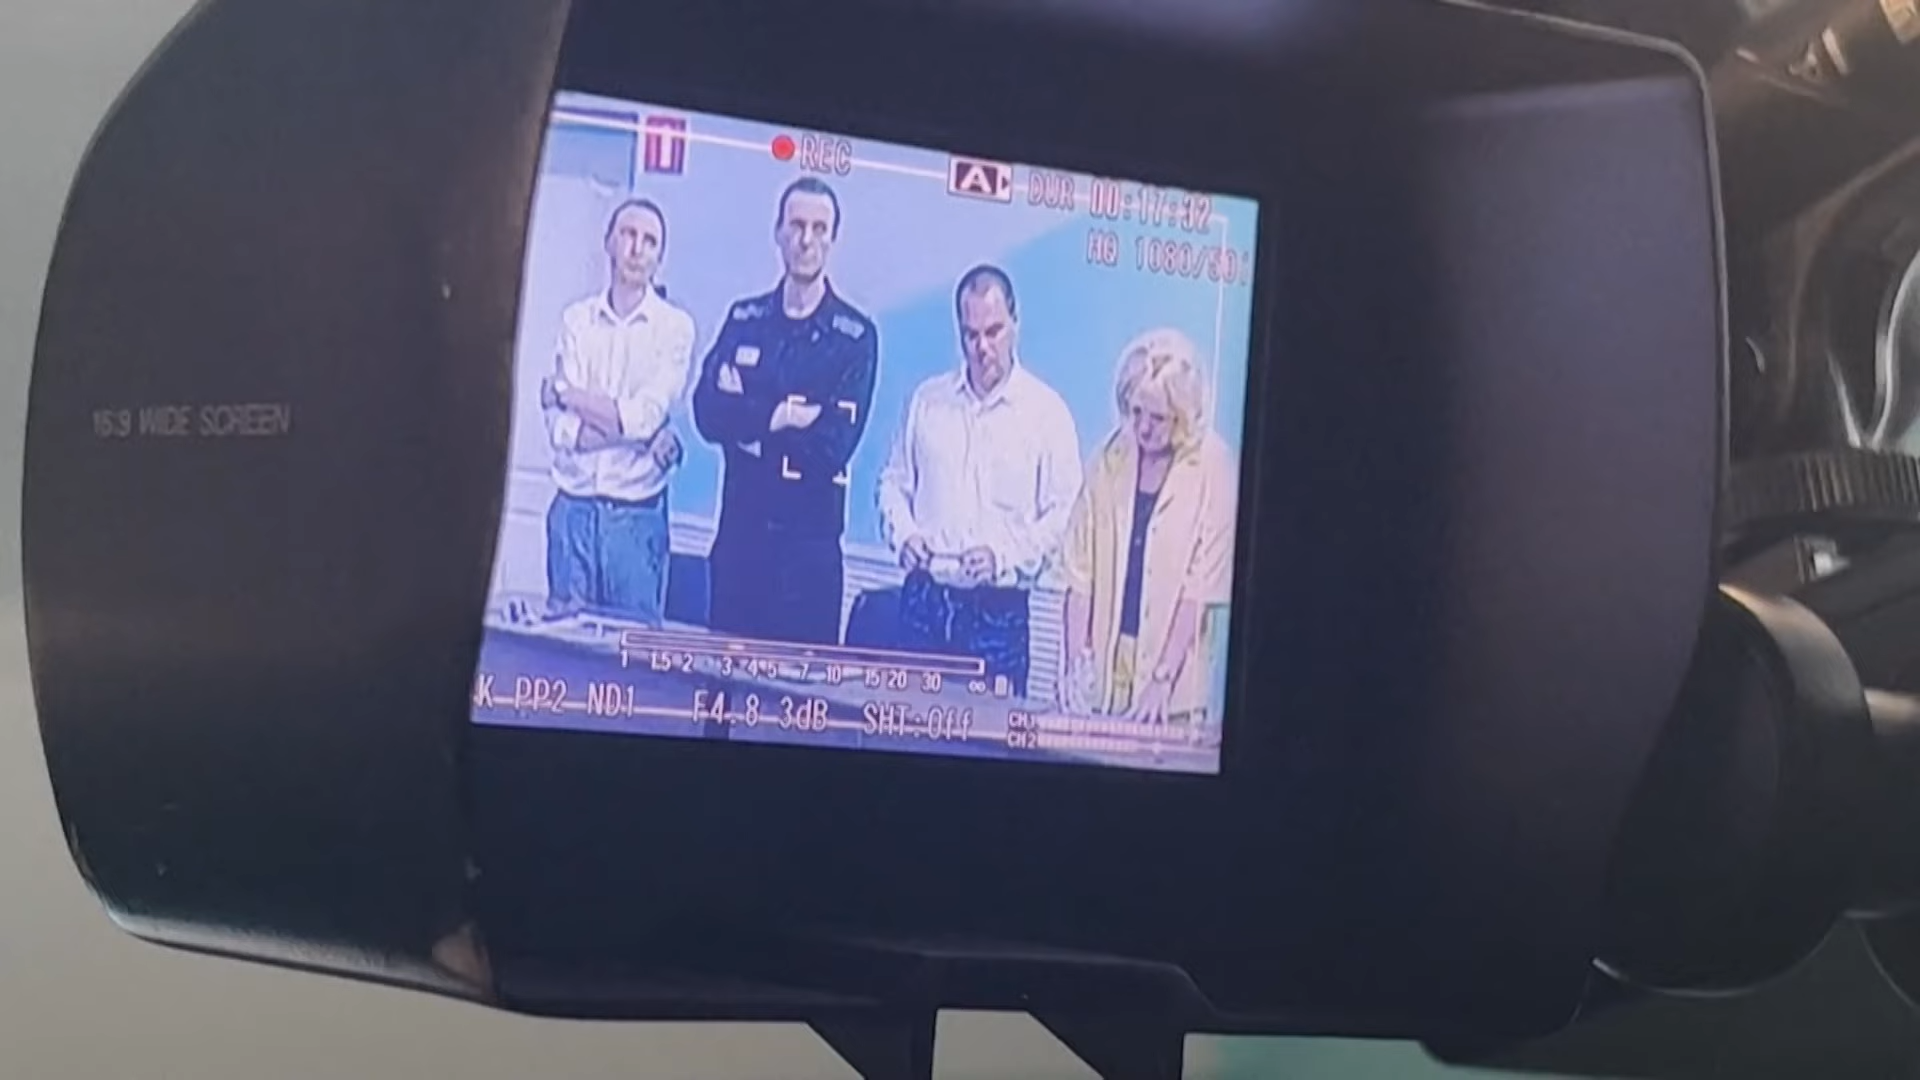 REC
A
DUR 00:17:32
HQ 1080/50i
16:9 WIDE SCREEN
1 1.5 2 3 4 5 7 10 15 20 30 ∞
K PP2 ND1 F4.8 3dB SHT:Off
CH1
CH2